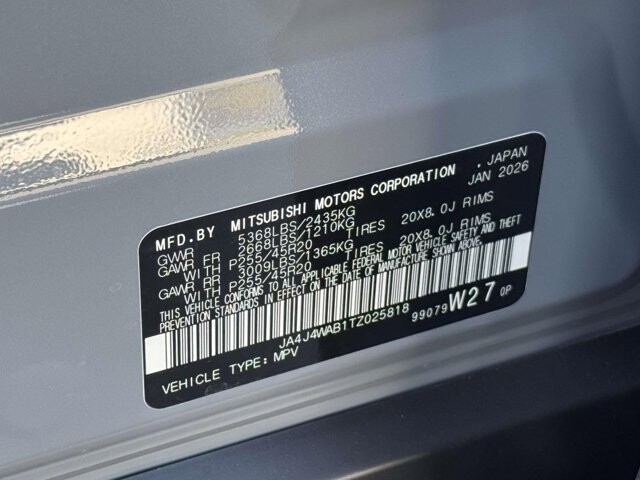 MFD.BY MITSUBISHI MOTORS CORPORATION , JAPAN
JAN 2026
GVWR 5368LBS/2435KG
GAWR FR 2668LBS/1210KG
WITH P255/45R20 TIRES 20X8.0J RIMS
GAWR RR 3009LBS/1365KG
WITH P255/45R20 TIRES 20X8.0J RIMS
THIS VEHICLE CONFORMS TO ALL APPLICABLE FEDERAL MOTOR VEHICLE SAFETY AND THEFT
PREVENTION STANDARDS IN EFFECT ON THE DATE OF MANUFACTURE SHOWN ABOVE.
JA4J4WAB1TZ025818 99079 W27 0P
VEHICLE TYPE: MPV